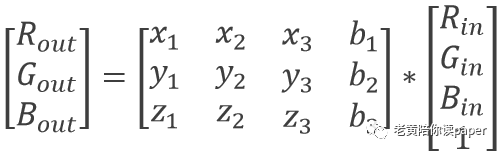 R_out = x_1 x_2 x_3 b_1 R_in
G_out = y_1 y_2 y_3 b_2 * G_in
B_out z_1 z_2 z_3 b_3 B_in
1
老黄陪你读paper